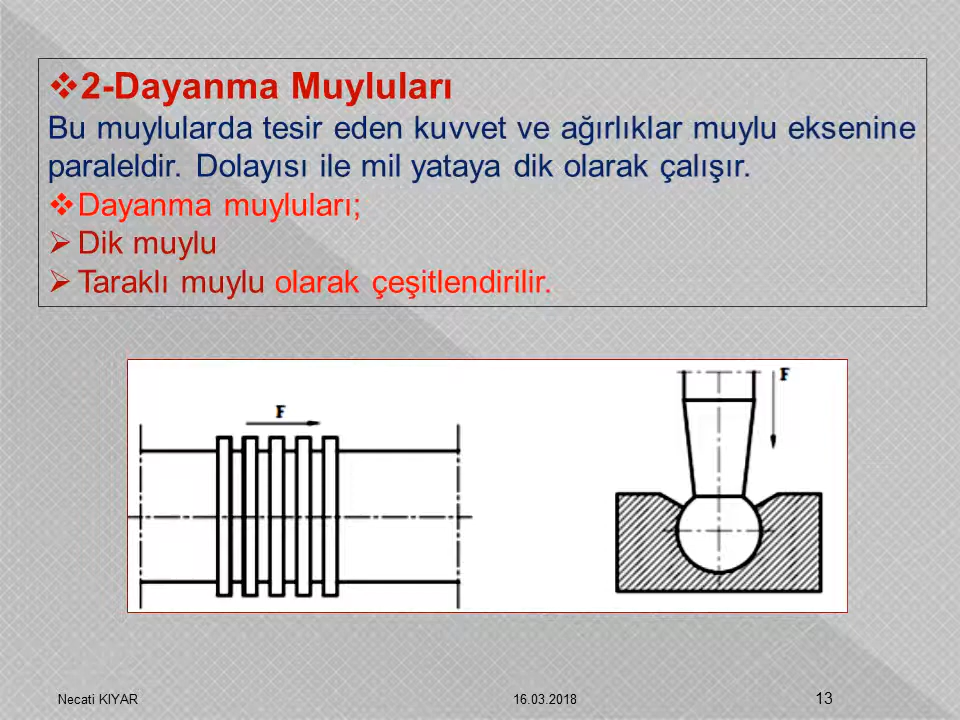 ❖2-Dayanma Muyluları
Bu muylularda tesir eden kuvvet ve ağırlıklar muylu eksenine
paraleldir. Dolayısı ile mil yataya dik olarak çalışır.
❖Dayanma muyluları;
➢ Dik muylu
➢ Taraklı muylu olarak çeşitlendirilir.
F
F
Necati KIYAR 16.03.2018 13